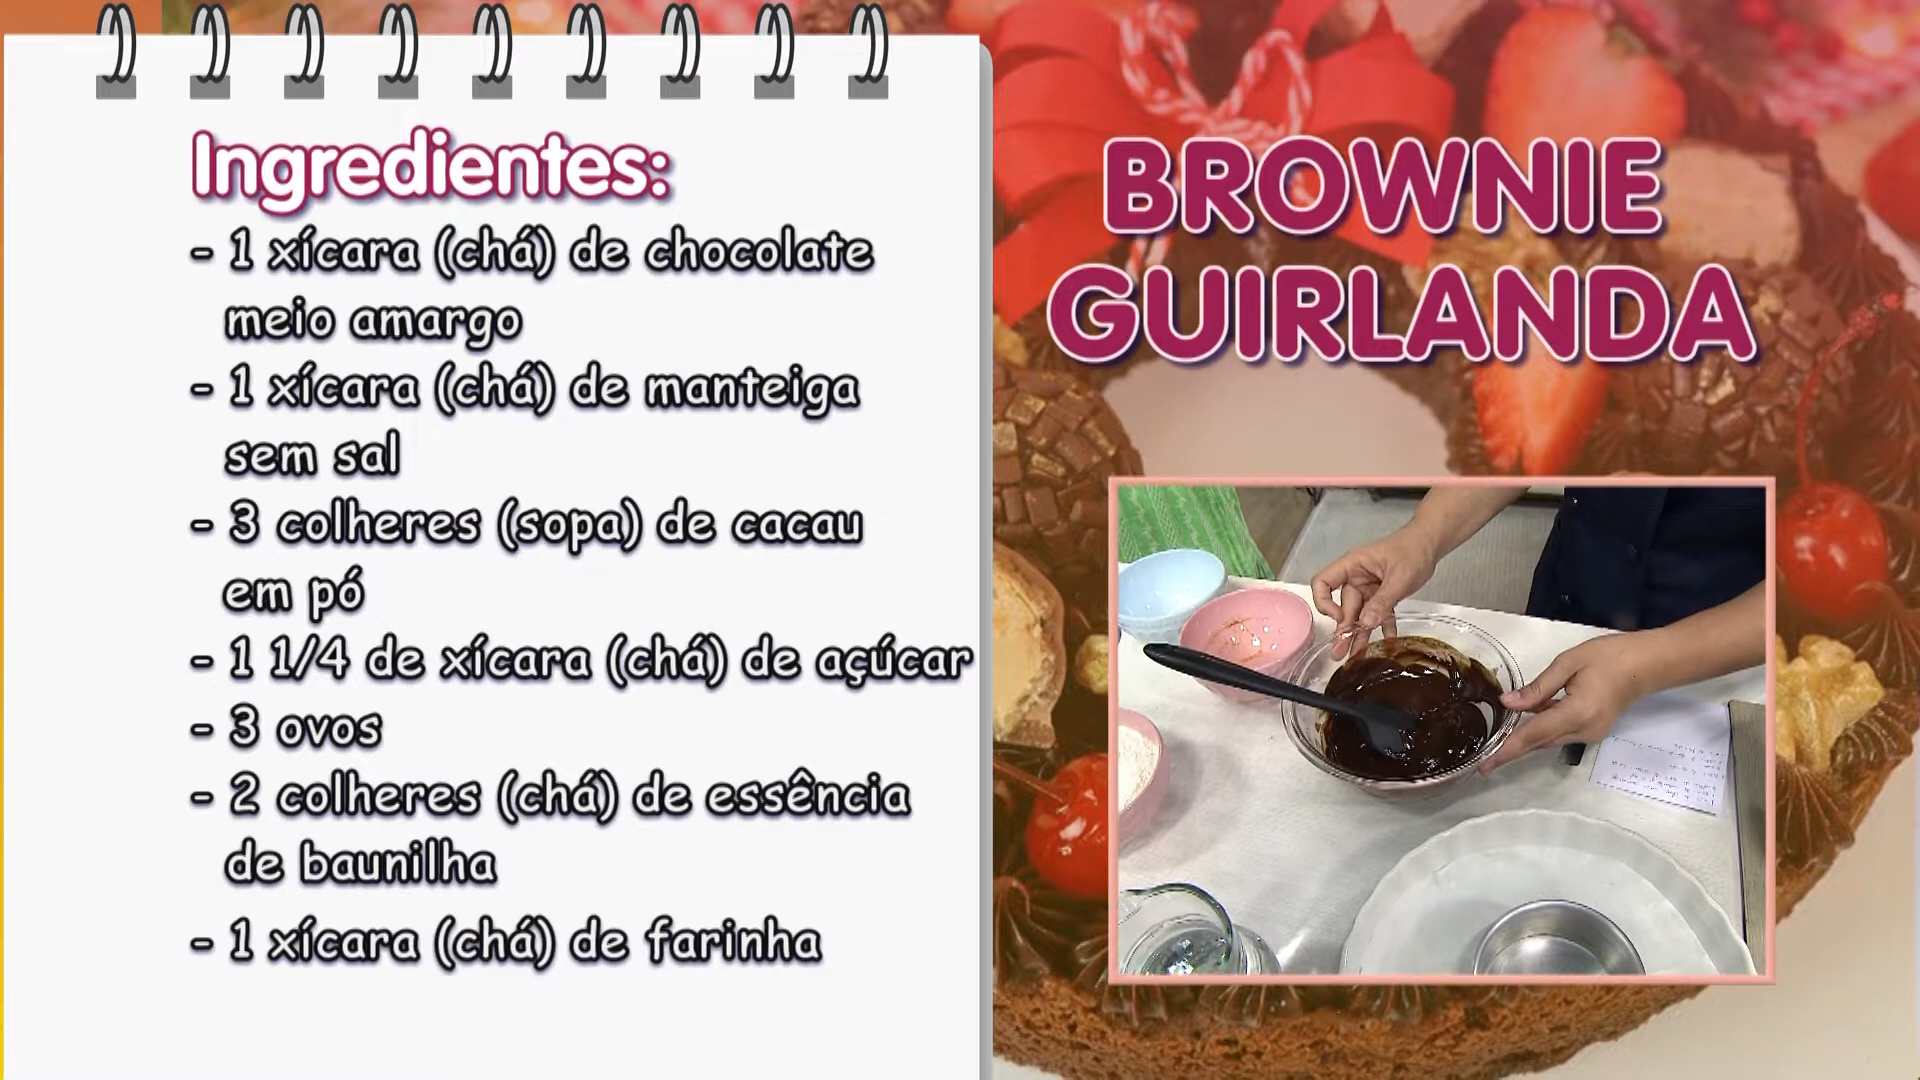 Ingredientes:
- 1 xícara (chá) de chocolate
meio amargo
- 1 xícara (chá) de manteiga
sem sal
- 3 colheres (sopa) de cacau
em pó
- 1 1/4 de xícara (chá) de açúcar
- 3 ovos
- 2 colheres (chá) de essência
de baunilha
- 1 xícara (chá) de farinha
BROWNIE
GUIRLANDA